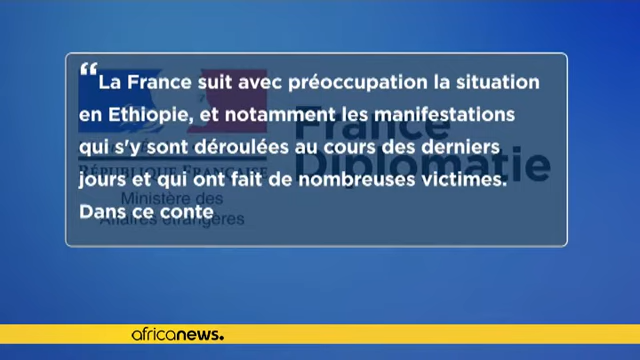 “La France suit avec préoccupation la situation
en Ethiopie, et notamment les manifestations
qui s'y sont déroulées au cours des derniers
jours et qui ont fait de nombreuses victimes.
Dans ce conte
France
Diplomatie
RÉPUBLIQUE FRANÇAISE
Ministère des
Affaires étrangères
africanews.